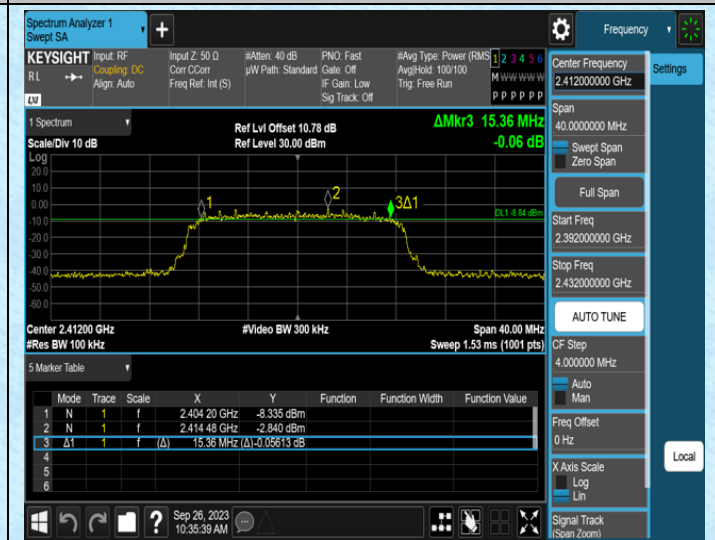 Spectrum Analyzer 1
Swept SA
Frequency
KEYSIGHT
R L
LXI
Input: RF
Coupling: DC
Align: Auto
Input Z: 50 Ω
Corr CCorr
Freq Ref: Int (S)
#Atten: 40 dB
µW Path: Standard
PNO: Fast
Gate: Off
IF Gain: Low
Sig Track: Off
#Avg Type: Power (RMS
Avg|Hold: 100/100
Trig: Free Run
1 2 3 4 5 6
M W W W W W
P P P P P P
1 Spectrum
Scale/Div 10 dB
Ref Lvl Offset 10.78 dB
Ref Level 30.00 dBm
ΔMkr3 15.36 MHz
-0.06 dB
Log
20.0
10.0
0.00
-10.0
-20.0
-30.0
-40.0
-50.0
-60.0
1
2
3Δ1
DL1 -8.84 dBm
Center 2.41200 GHz
#Video BW 300 kHz
Span 40.00 MHz
#Res BW 100 kHz
Sweep 1.53 ms (1001 pts)
5 Marker Table
Mode Trace Scale X Y Function Function Width Function Value
1 N 1 f 2.404 20 GHz -8.335 dBm
2 N 1 f 2.414 48 GHz -2.840 dBm
3 Δ1 1 f (Δ) 15.36 MHz (Δ) -0.05613 dB
4
5
6
Sep 26, 2023
10:35:39 AM
Center Frequency
2.412000000 GHz
Settings
Span
40.0000000 MHz
Swept Span
Zero Span
Full Span
Start Freq
2.392000000 GHz
Stop Freq
2.432000000 GHz
AUTO TUNE
CF Step
4.000000 MHz
Auto
Man
Freq Offset
0 Hz
Local
X Axis Scale
Log
Lin
Signal Track
(Span Zoom)